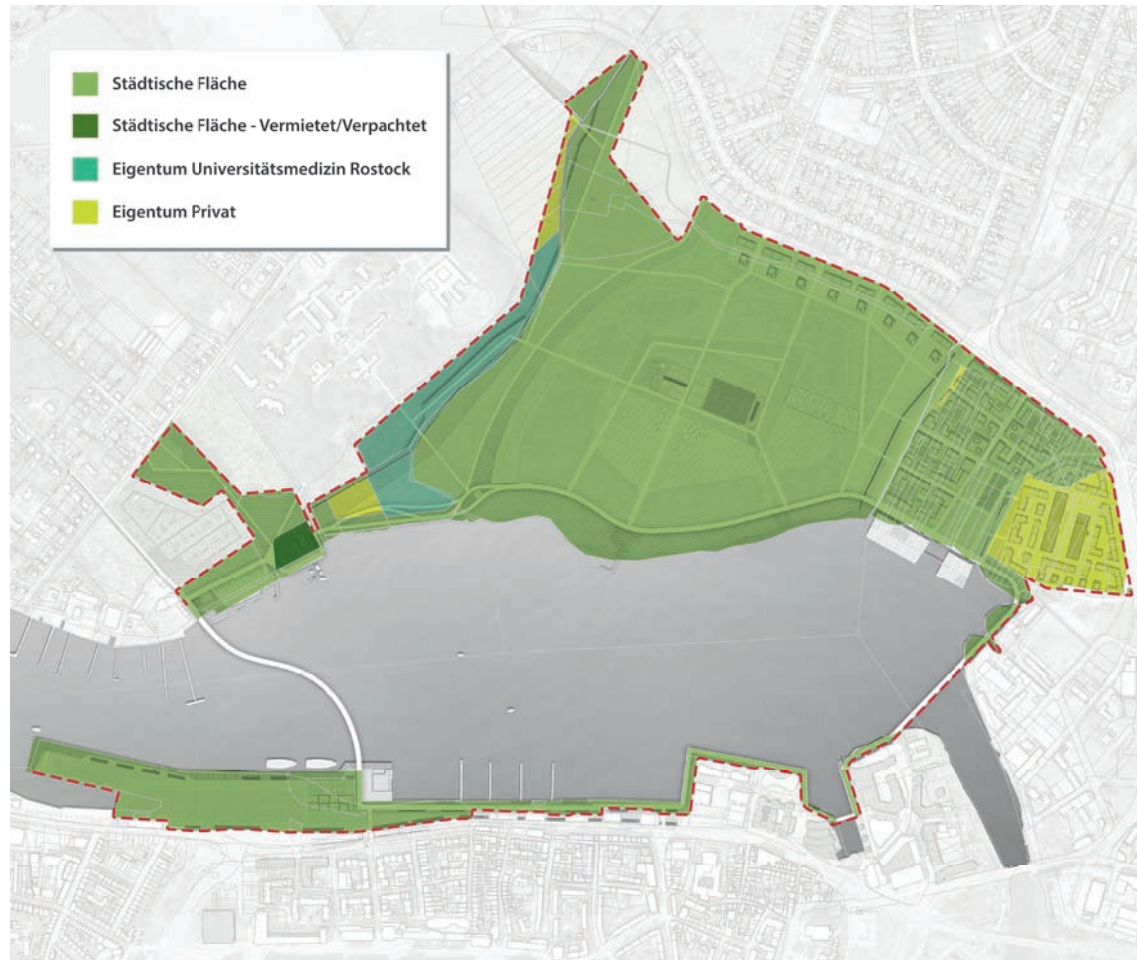 Städtische Fläche
Städtische Fläche - Vermietet/Verpachtet
Eigentum Universitätsmedizin Rostock
Eigentum Privat